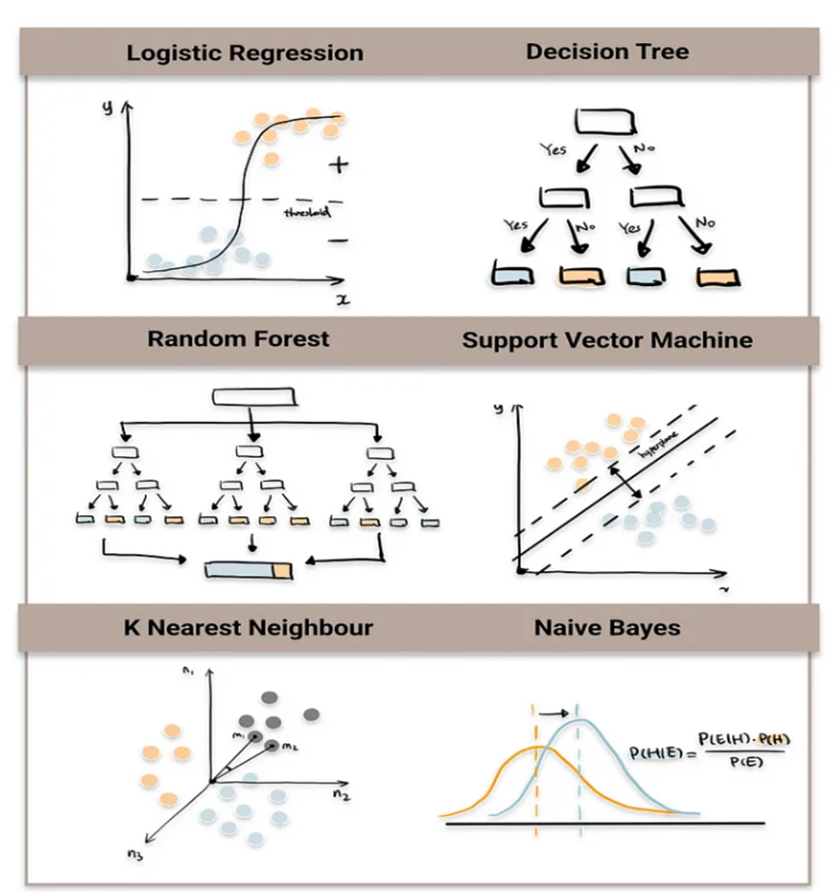 Logistic Regression
Decision Tree
y
+
threshold
−
x
Yes
No
Yes
No
Yes
No
Random Forest
Support Vector Machine
y
hyperplane
K Nearest Neighbour
Naive Bayes
n₁
m₁
m₂
n₂
n₃
P(H|E) = P(E|H)·P(H) / P(E)